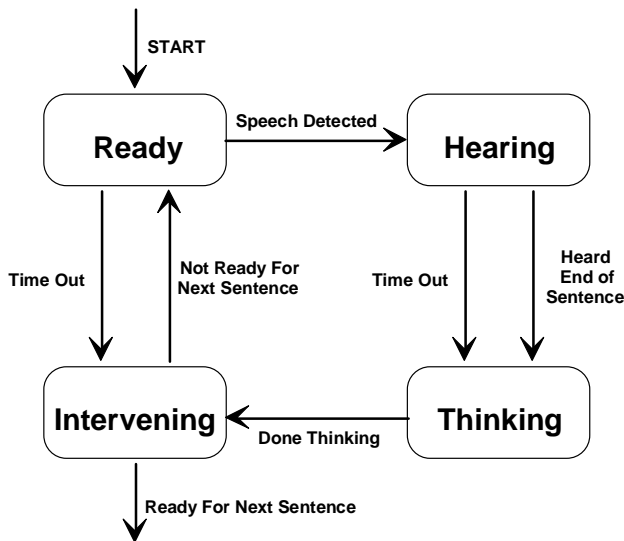 START
Speech Detected
Ready
Hearing
Time Out
Not Ready For
Next Sentence
Time Out
Heard
End of
Sentence
Intervening
Thinking
Done Thinking
Ready For Next Sentence